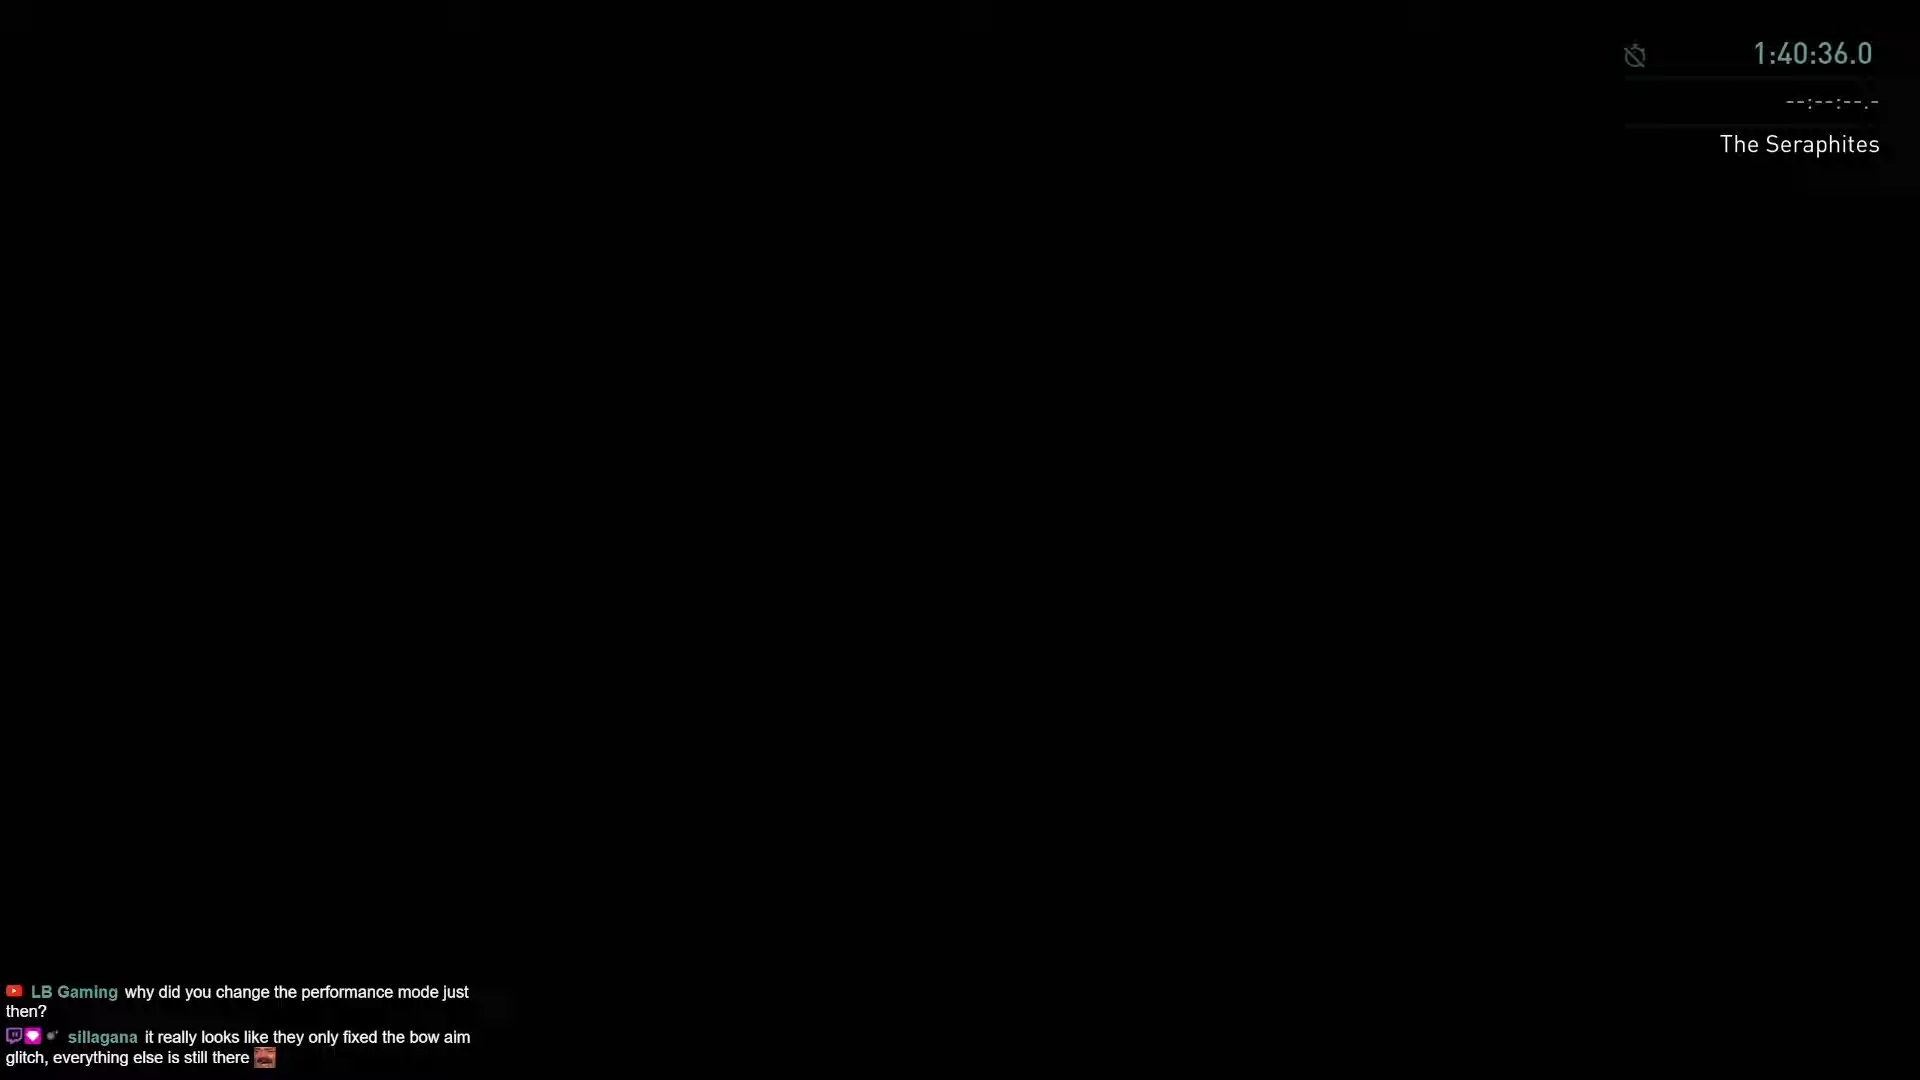 1:40:36.0
--:--:--.-
The Seraphites
LB Gaming why did you change the performance mode just
then?
sillagana it really looks like they only fixed the bow aim
glitch, everything else is still there